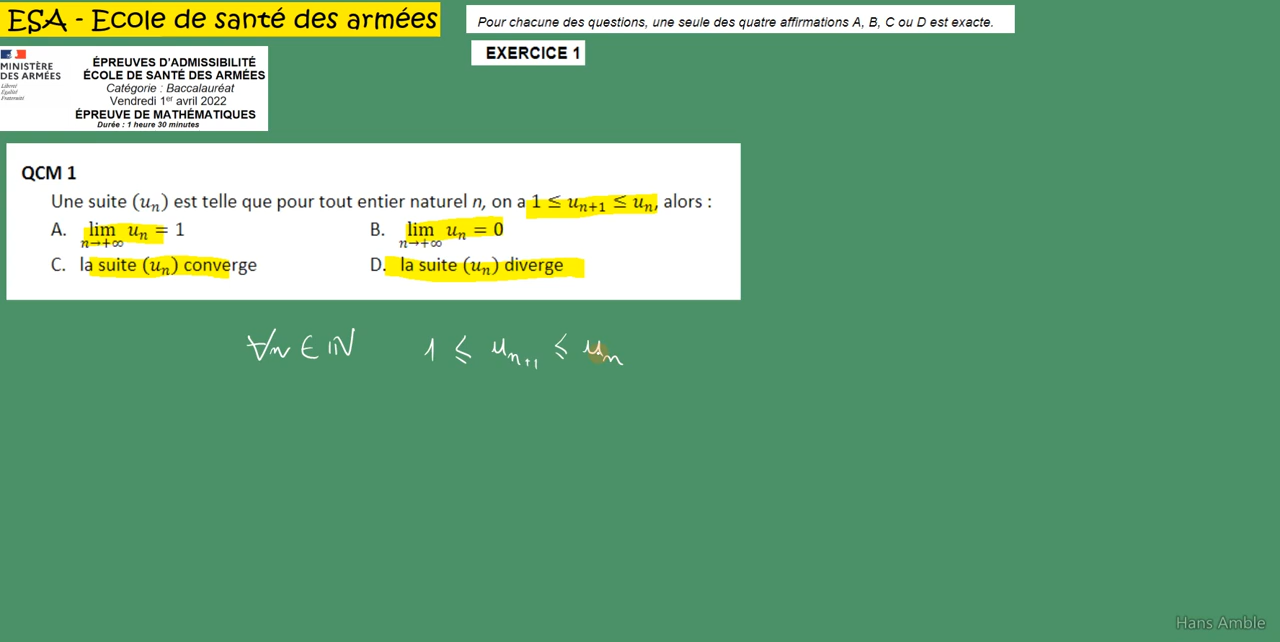 ESA - Ecole de santé des armées
Pour chacune des questions, une seule des quatre affirmations A, B, C ou D est exacte.
EXERCICE 1
MINISTÈRE
DES ARMÉES
Liberté
Égalité
Fraternité
ÉPREUVES D'ADMISSIBILITÉ
ÉCOLE DE SANTÉ DES ARMÉES
Catégorie : Baccalauréat
Vendredi 1er avril 2022
ÉPREUVE DE MATHÉMATIQUES
Durée : 1 heure 30 minutes
QCM 1
Une suite (uₙ) est telle que pour tout entier naturel n, on a 1 ≤ uₙ₊₁ ≤ uₙ, alors :
A. lim n→+∞ uₙ = 1 B. lim n→+∞ uₙ = 0
C. la suite (uₙ) converge D. la suite (uₙ) diverge
∀n ∈ ℕ 1 ≤ uₙ₊₁ ≤ uₙ
Hans Amble